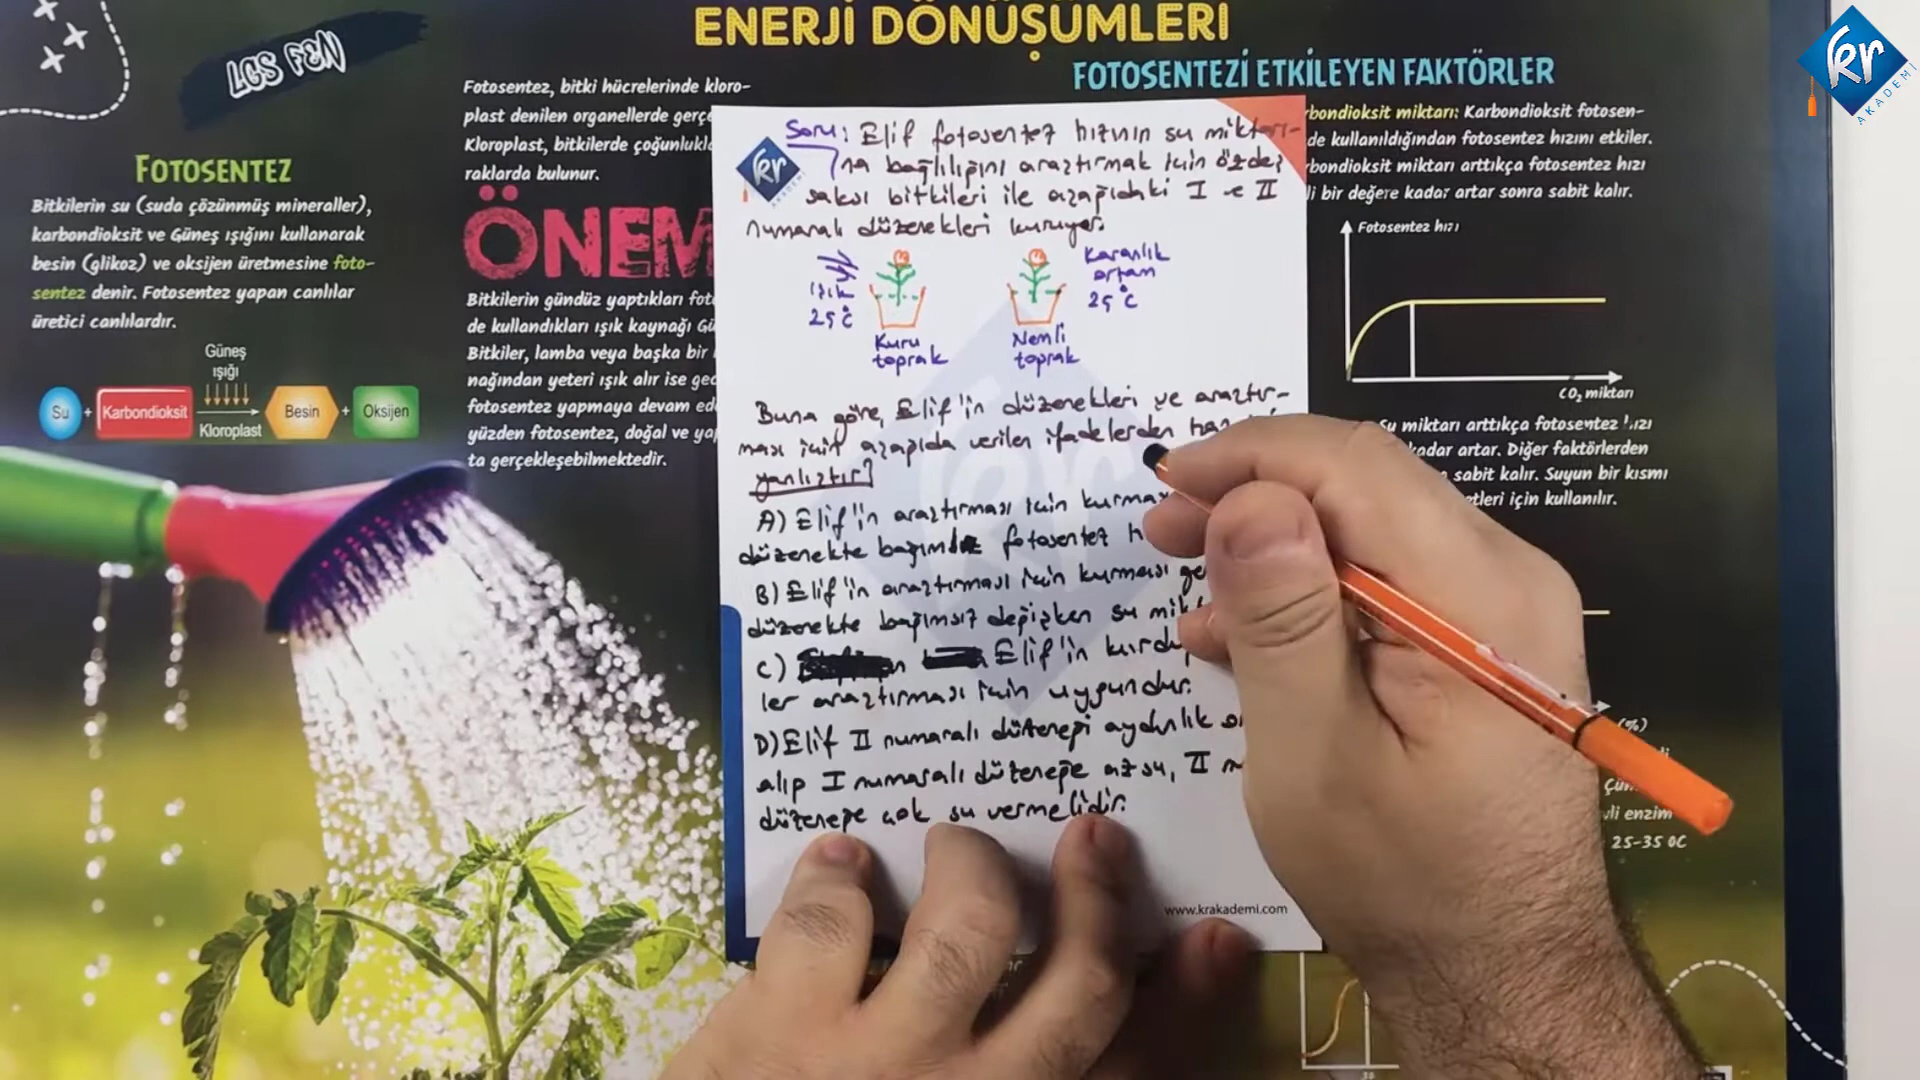 ENERJİ DÖNÜŞÜMLERİ
LGS FEN
FOTOSENTEZ
Bitkilerin su (suda çözünmüş mineraller),
karbondioksit ve Güneş ışığını kullanarak
besin (glikoz) ve oksijen üretmesine foto-
sentez denir. Fotosentez yapan canlılar
üretici canlılardır.
Güneş
ışığı
Su + Karbondioksit Besin + Oksijen
Kloroplast
Fotosentez, bitki hücrelerinde kloro-
plast denilen organellerde gerçe
Kloroplast, bitkilerde çoğunlukl
raklarda bulunur.
ÖNEM
Bitkilerin gündüz yaptıkları fot
de kullandıkları ışık kaynağı Gü
Bitkiler, lamba veya başka bir
nağından yeteri ışık alır ise gec
fotosentez yapmaya devam ed
yüzden fotosentez, doğal ve ya
ta gerçekleşebilmektedir.
kr AKADEMİ
Soru: Elif fotosentez hızının su miktarı-
na bağlılığını araştırmak için özdeş
saksı bitkileri ile aşağıdaki I ve II
numaralı düzenekleri kuruyor.
Işık
25°C
Kuru
toprak
Karanlık
ortam
25°C
Nemli
toprak
Buna göre, Elif'in düzenekleri ve araştır-
ması için aşağıda verilen ifadelerden
yanlıştır?
A) Elif'in araştırması için kurması
düzenekte fotosentez h
B) Elif'in araştırması için kurması ge
düzenekte bağımsız değişken su mik
C) Elif'in kurdu
ler araştırması için uygundur.
D) Elif II numaralı düzeneği aydınlık o
alıp I numaralı düzeneğe az su, II n
düzeneğe çok su vermelidir.
www.krakademi.com
FOTOSENTEZİ ETKİLEYEN FAKTÖRLER
rbondioksit miktarı: Karbondioksit fotosen-
de kullanıldığından fotosentez hızını etkiler.
rbondioksit miktarı arttıkça fotosentez hızı
li bir değere kadar artar sonra sabit kalır.
Fotosentez hızı
CO₂ miktarı
Su miktarı arttıkça fotosentez hızı
kadar artar. Diğer faktörlerden
sabit kalır. Suyun bir kısmı
etleri için kullanılır.
(%)
vli enzim
25-35 0C
kr AKADEMİ